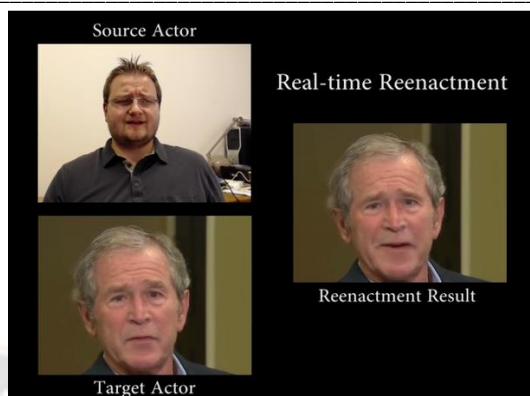 Source Actor
Real-time Reenactment
Reenactment Result
Target Actor